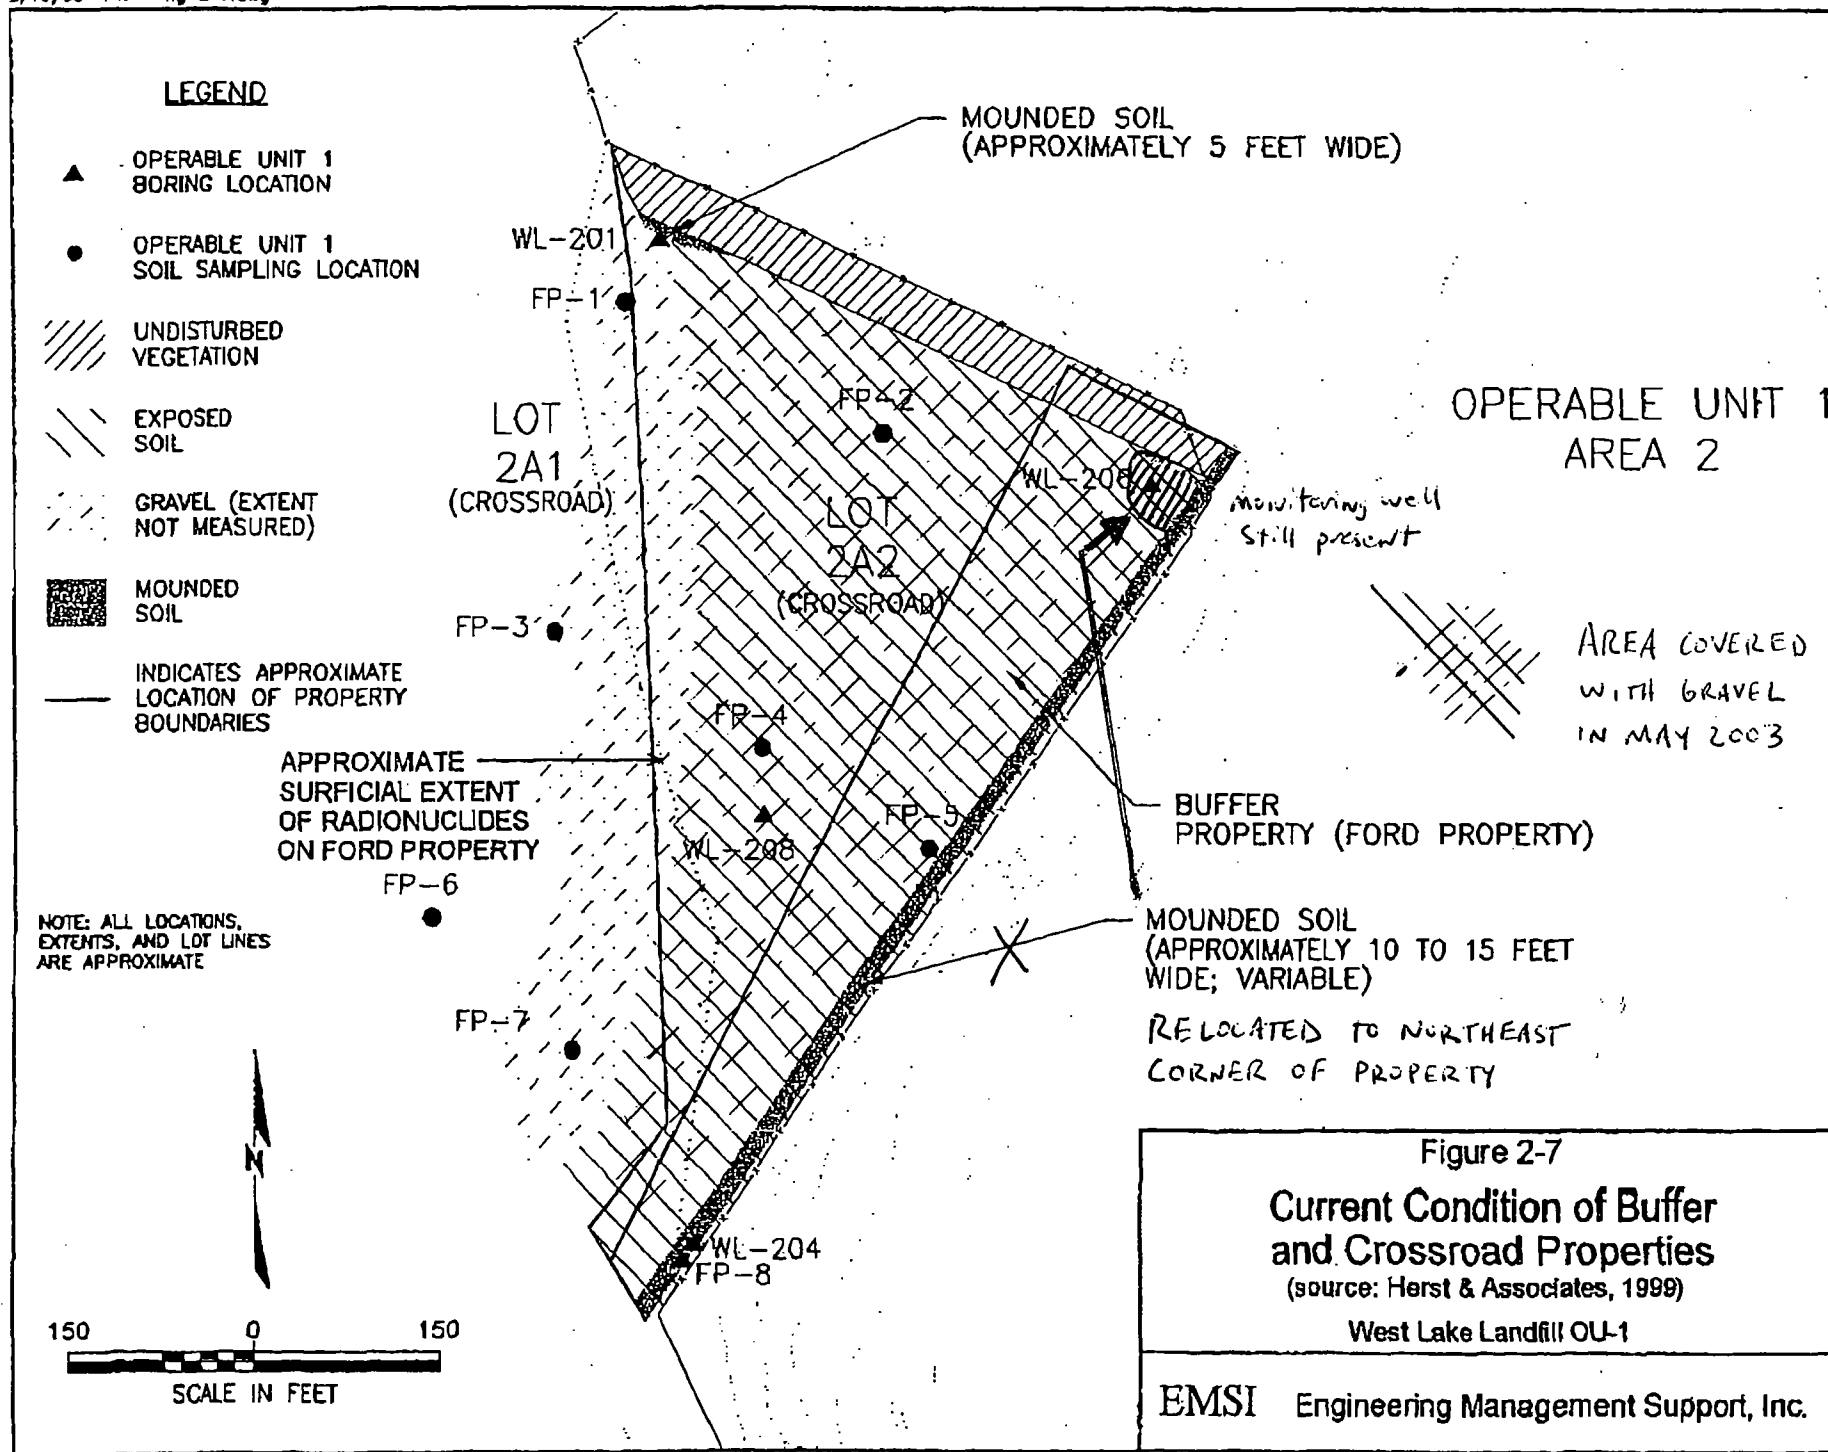 LEGEND
OPERABLE UNIT 1
BORING LOCATION
OPERABLE UNIT 1
SOIL SAMPLING LOCATION
UNDISTURBED
VEGETATION
EXPOSED
SOIL
GRAVEL (EXTENT
NOT MEASURED)
MOUNDED
SOIL
INDICATES APPROXIMATE
LOCATION OF PROPERTY
BOUNDARIES
APPROXIMATE
SURFICIAL EXTENT
OF RADIONUCLIDES
ON FORD PROPERTY
NOTE: ALL LOCATIONS,
EXTENTS, AND LOT LINES
ARE APPROXIMATE
N
150 0 150
SCALE IN FEET
MOUNDED SOIL
(APPROXIMATELY 5 FEET WIDE)
WL-201
FP-1
FP-2
LOT
2A1
(CROSSROAD)
LOT
2A2
(CROSSROAD)
WL-206
FP-3
FP-4
WL-208
FP-5
FP-6
FP-7
WL-204
FP-8
OPERABLE UNIT 1
AREA 2
monitoring well
still present
AREA COVERED
WITH GRAVEL
IN MAY 2003
BUFFER
PROPERTY (FORD PROPERTY)
MOUNDED SOIL
(APPROXIMATELY 10 TO 15 FEET
WIDE; VARIABLE)
RELOCATED TO NORTHEAST
CORNER OF PROPERTY
Figure 2-7
Current Condition of Buffer
and Crossroad Properties
(source: Herst & Associates, 1999)
West Lake Landfill OU-1
EMSI Engineering Management Support, Inc.